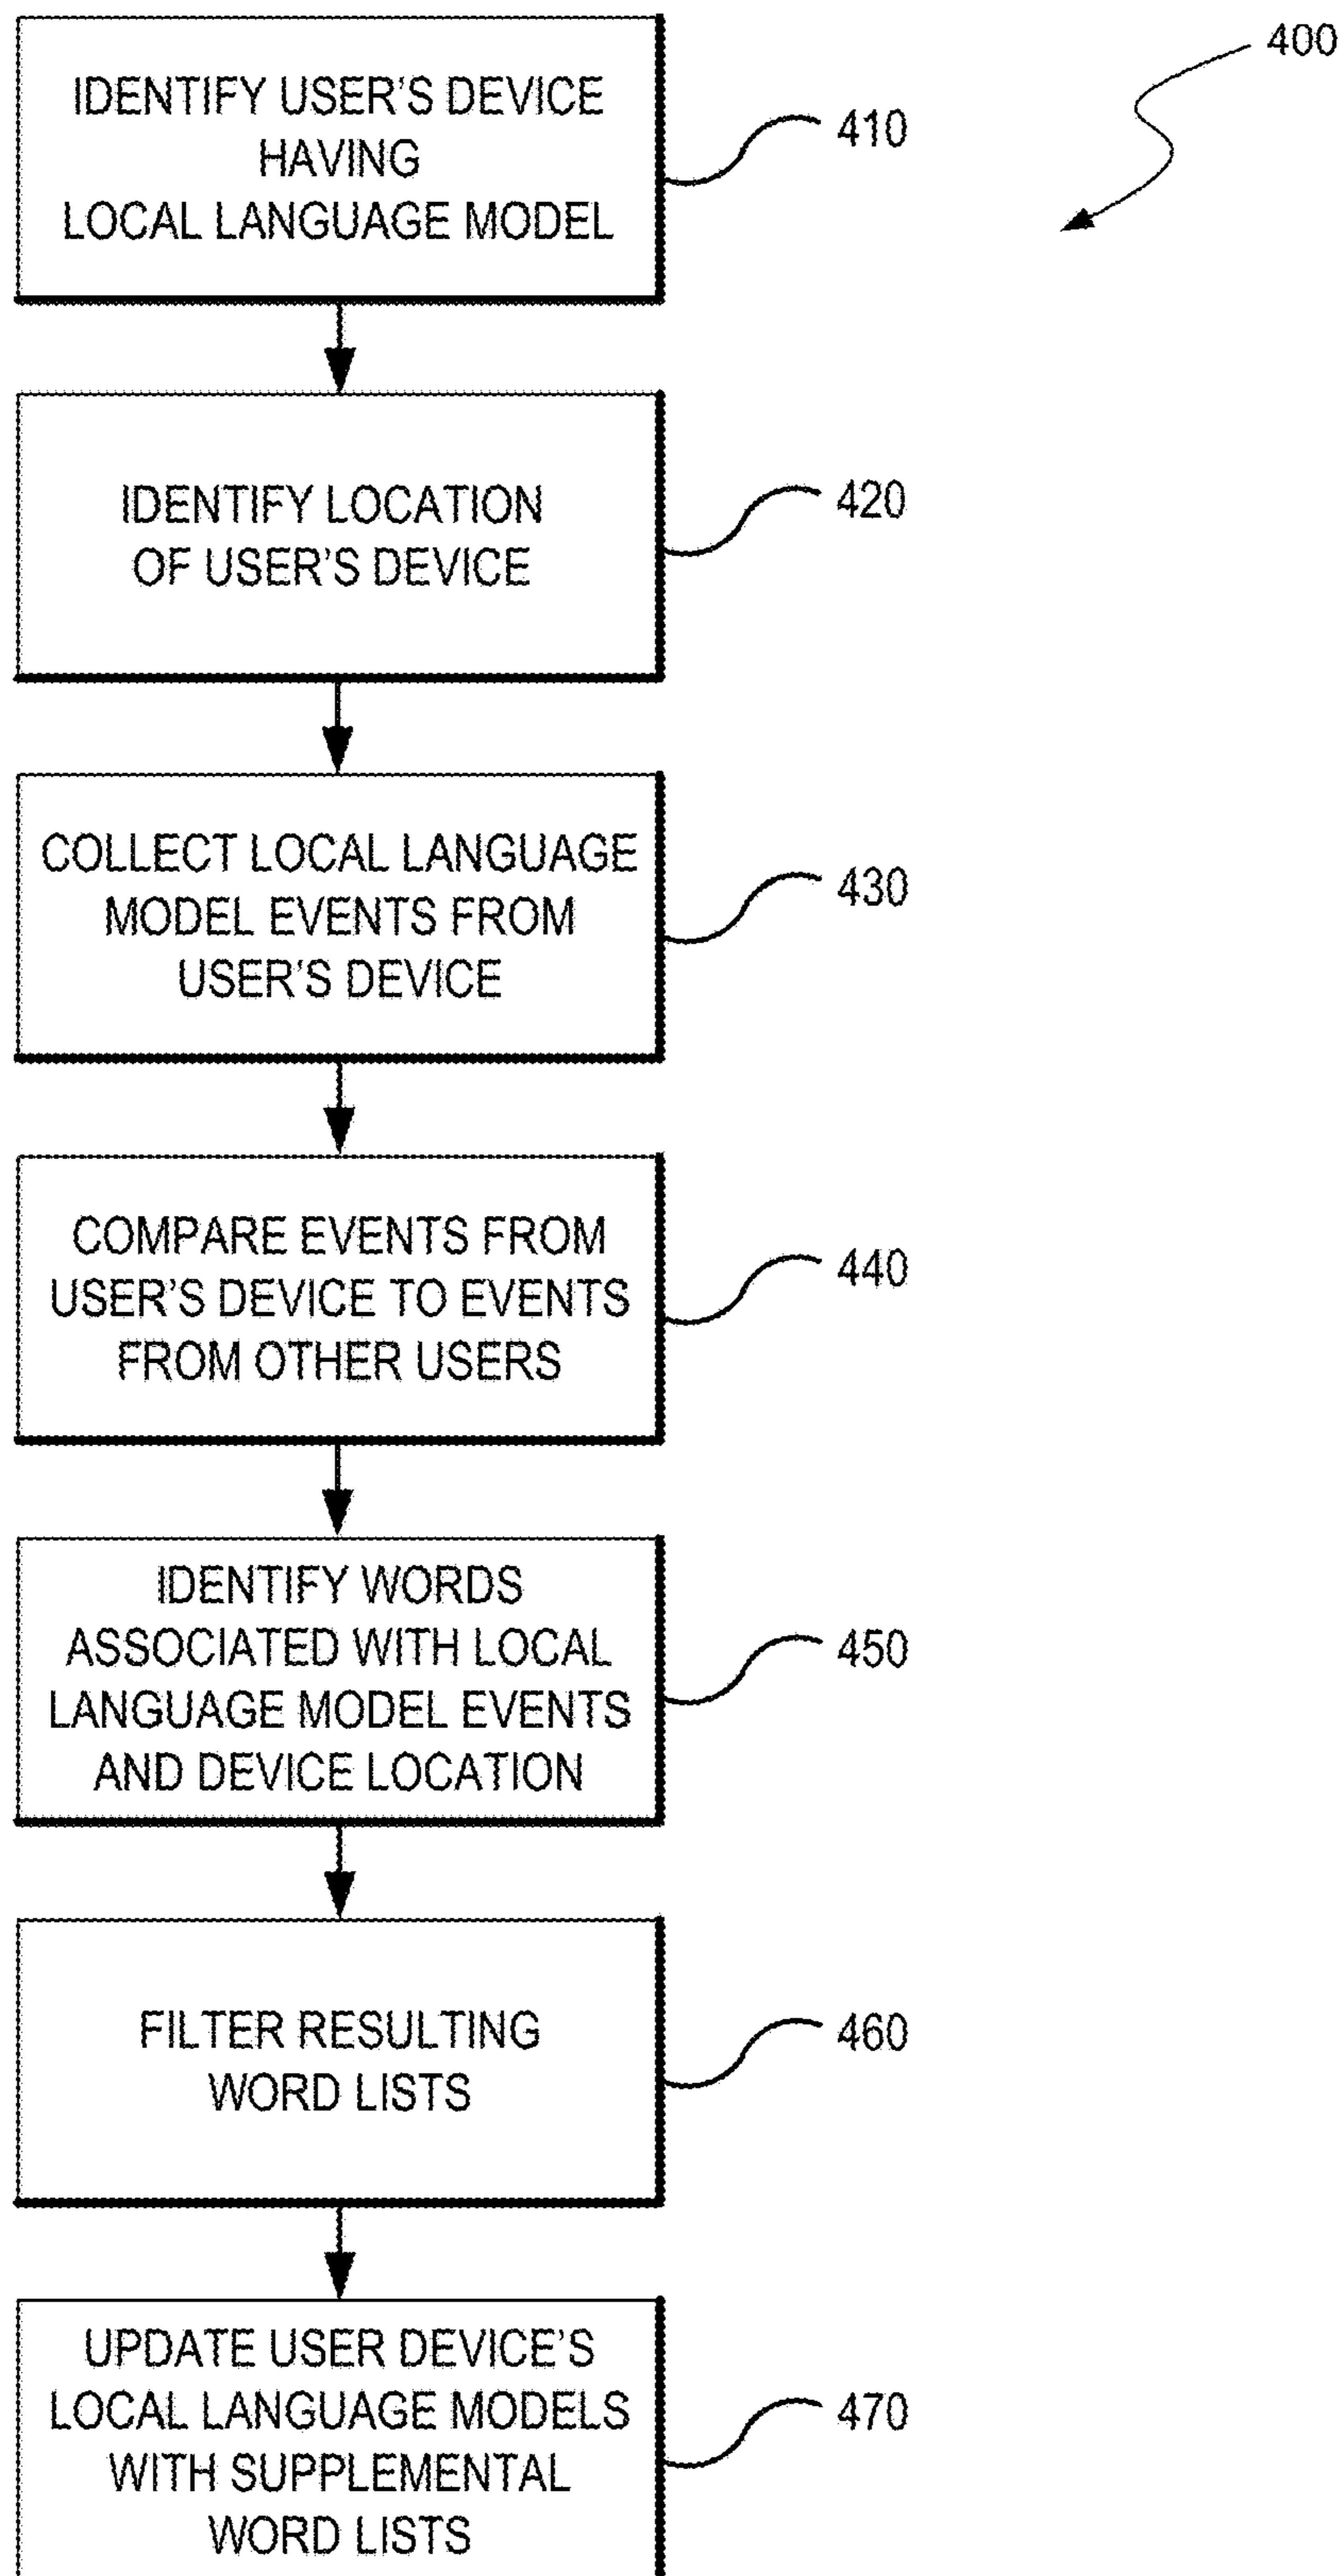 400
IDENTIFY USER'S DEVICE
HAVING
LOCAL LANGUAGE MODEL
410
IDENTIFY LOCATION
OF USER'S DEVICE
420
COLLECT LOCAL LANGUAGE
MODEL EVENTS FROM
USER'S DEVICE
430
COMPARE EVENTS FROM
USER'S DEVICE TO EVENTS
FROM OTHER USERS
440
IDENTIFY WORDS
ASSOCIATED WITH LOCAL
LANGUAGE MODEL EVENTS
AND DEVICE LOCATION
450
FILTER RESULTING
WORD LISTS
460
UPDATE USER DEVICE'S
LOCAL LANGUAGE MODELS
WITH SUPPLEMENTAL
WORD LISTS
470